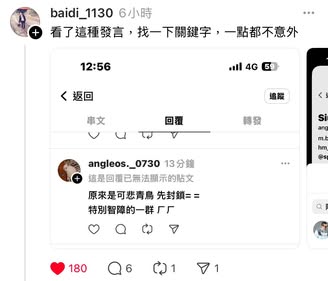 baidi_1130 6小時
看了這種發言，找一下關鍵字，一點都不意外
12:56
4G
返回
追蹤
串文 回覆 轉發
angleos._0730 13分鐘
這是回覆已無法顯示的貼文
原來是可悲青鳥 先封鎖= =
特別智障的一群 ㄏㄏ
180 6 1 1